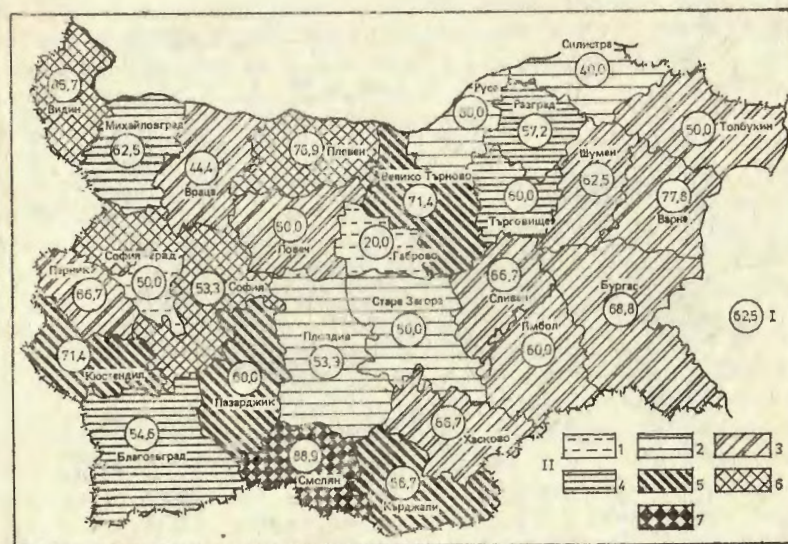 Силистра
40,0
85,7
Видин
Русе
60,0
Разград
57,2
Михайловград
62,5
76,9
Плевен
50,0
Толбухин
Шумен
62,5
44,4
Враца
Велико Търново
71,4
60,0
Търговище
77,8
Варна
50,0
Ловеч
20,0
Габрово
София-град
50,0
53,3
София
Перник
66,7
66,7
Сливен
Бургас
68,8
Стара Загора
50,0
62,5 I
Пловдив
53,3
Ямбол
60,0
71,4
Кюстендил
60,0
Пазарджик
66,7
Хасково
54,6
Благоевград
88,9
Смолян
66,7
Кърджали
II
1 2 3
4 5 6
7